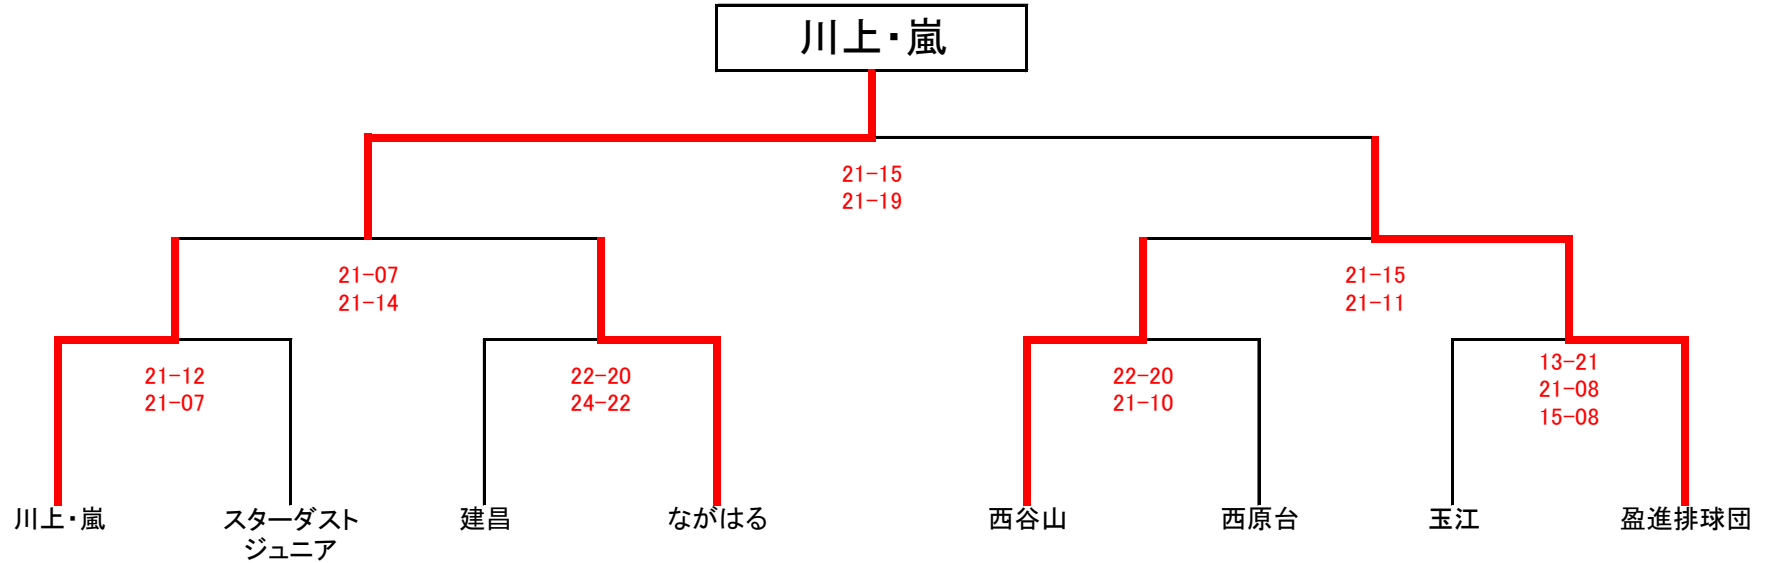 川上・嵐
21-15
21-19
21-07
21-14
21-15
21-11
21-12
21-07
22-20
24-22
22-20
21-10
13-21
21-08
15-08
川上・嵐
スターダスト
ジュニア
建昌
ながはる
西谷山
西原台
玉江
盈進排球団